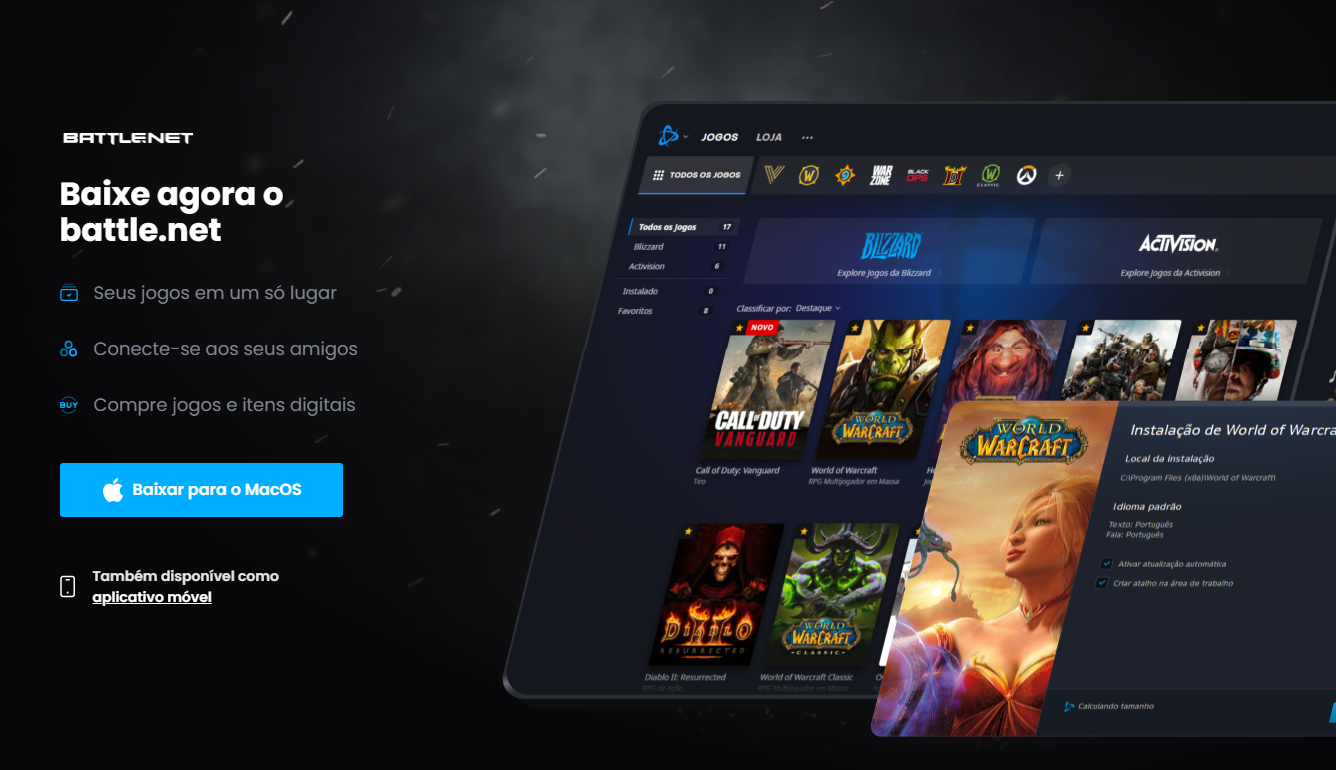 BATTLE.NET
Baixe agora o
battle.net
Seus jogos em um só lugar
Conecte-se aos seus amigos
BUY Compre jogos e itens digitais
Baixar para o MacOS
Também disponível como
aplicativo móvel
JOGOS LOJA ...
TODOS OS JOGOS
WAR
ZONE
BLACK
OPS
CLASSIC
Todos os Jogos 17
Blizzard 11
Activision 6
Instalado 0
Favoritos 8
BLIZZARD
Explore Jogos da Blizzard
ACTIVISION
Explore Jogos da Activision
Classificar por: Destaque
NOVO
CALL OF DUTY
VANGUARD
WORLD
WARCRAFT
Call of Duty: Vanguard
Tiro
World of Warcraft
RPG Multijogador em Massa
DIABLO
II
RESURRECTED
WORLD
WARCRAFT
CLASSIC
Diablo II: Resurrected
RPG de Ação
World of Warcraft Classic
RPG Multijogador em Massa
WORLD
WARCRAFT
Instalação de World of Warcra
Local da instalação
C:\Program Files (x86)\World of Warcraft\
Idioma padrão
Texto: Português
Fala: Português
Ativar atualização automática
Criar atalho na área de trabalho
Calculando tamanho